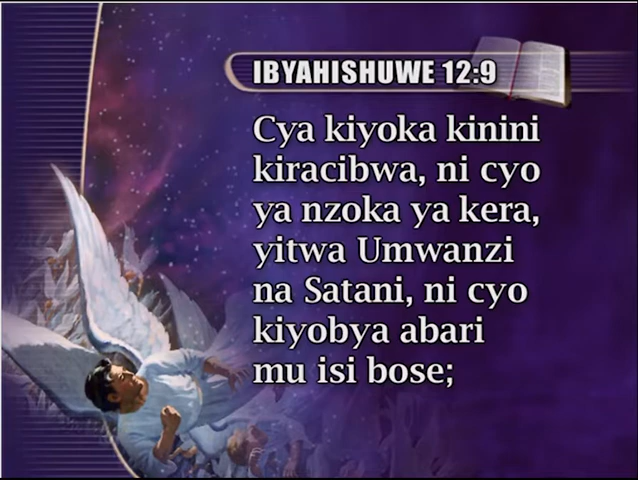 IBYAHISHUWE 12:9
Cya kiyoka kinini
kiracibwa, ni cyo
ya nzoka ya kera,
yitwa Umwanzi
na Satani, ni cyo
kiyobya abari
mu isi bose;